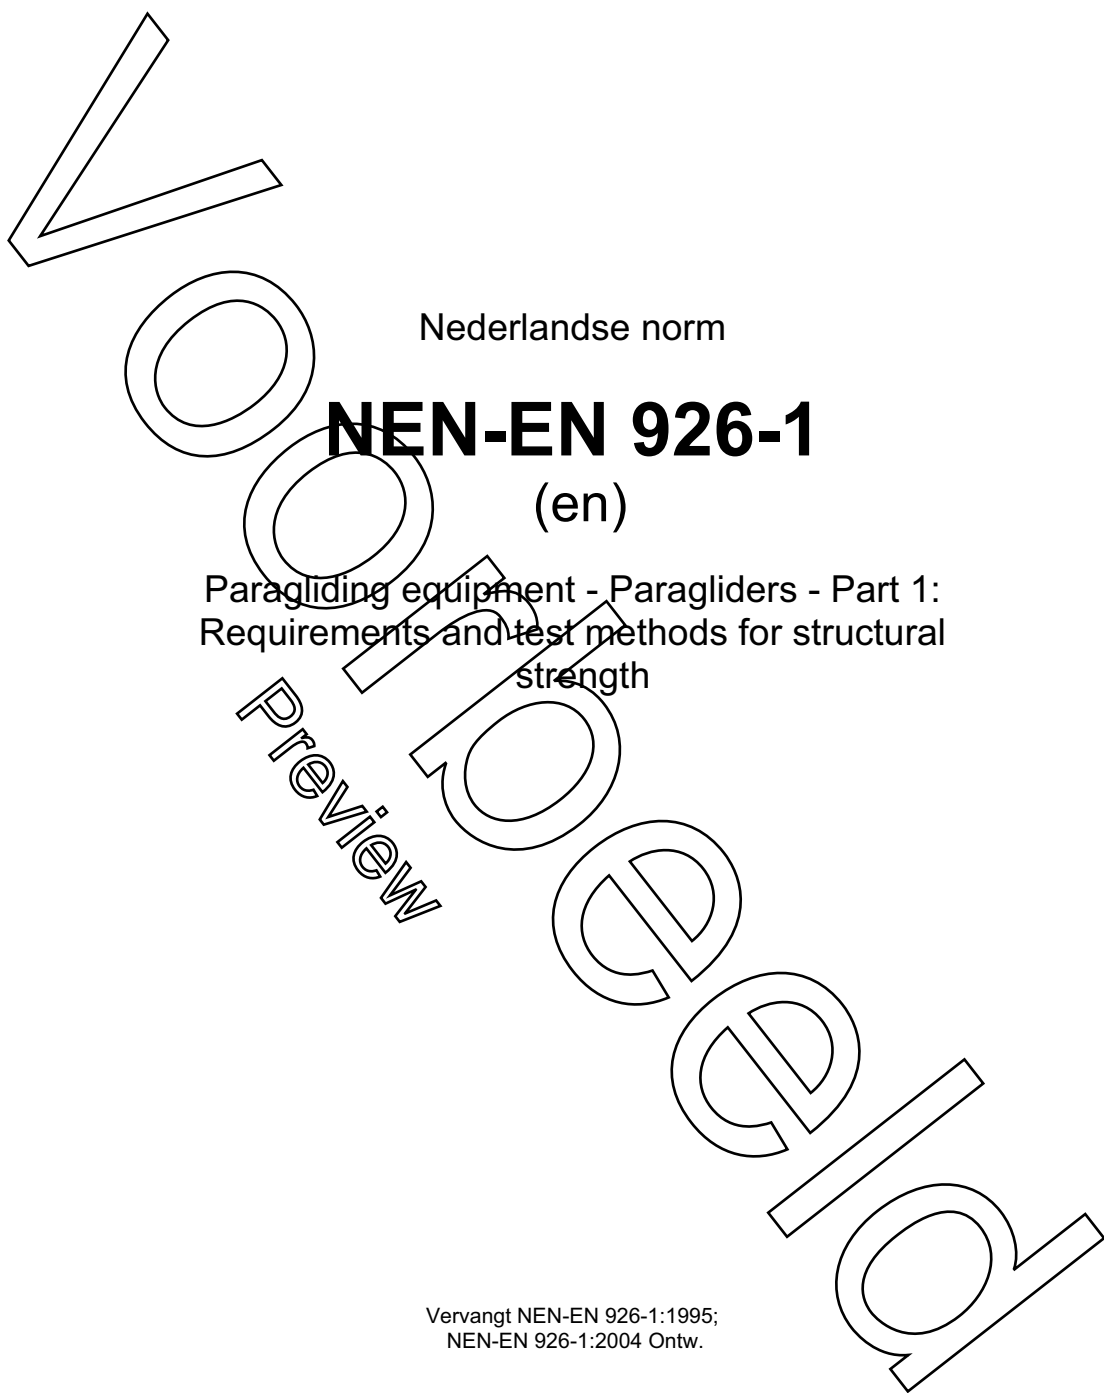 Nederlandse norm
NEN-EN 926-1
(en)
Paragliding equipment - Paragliders - Part 1:
Requirements and test methods for structural
strength
Voorbeeld
Preview
Vervangt NEN-EN 926-1:1995;
NEN-EN 926-1:2004 Ontw.